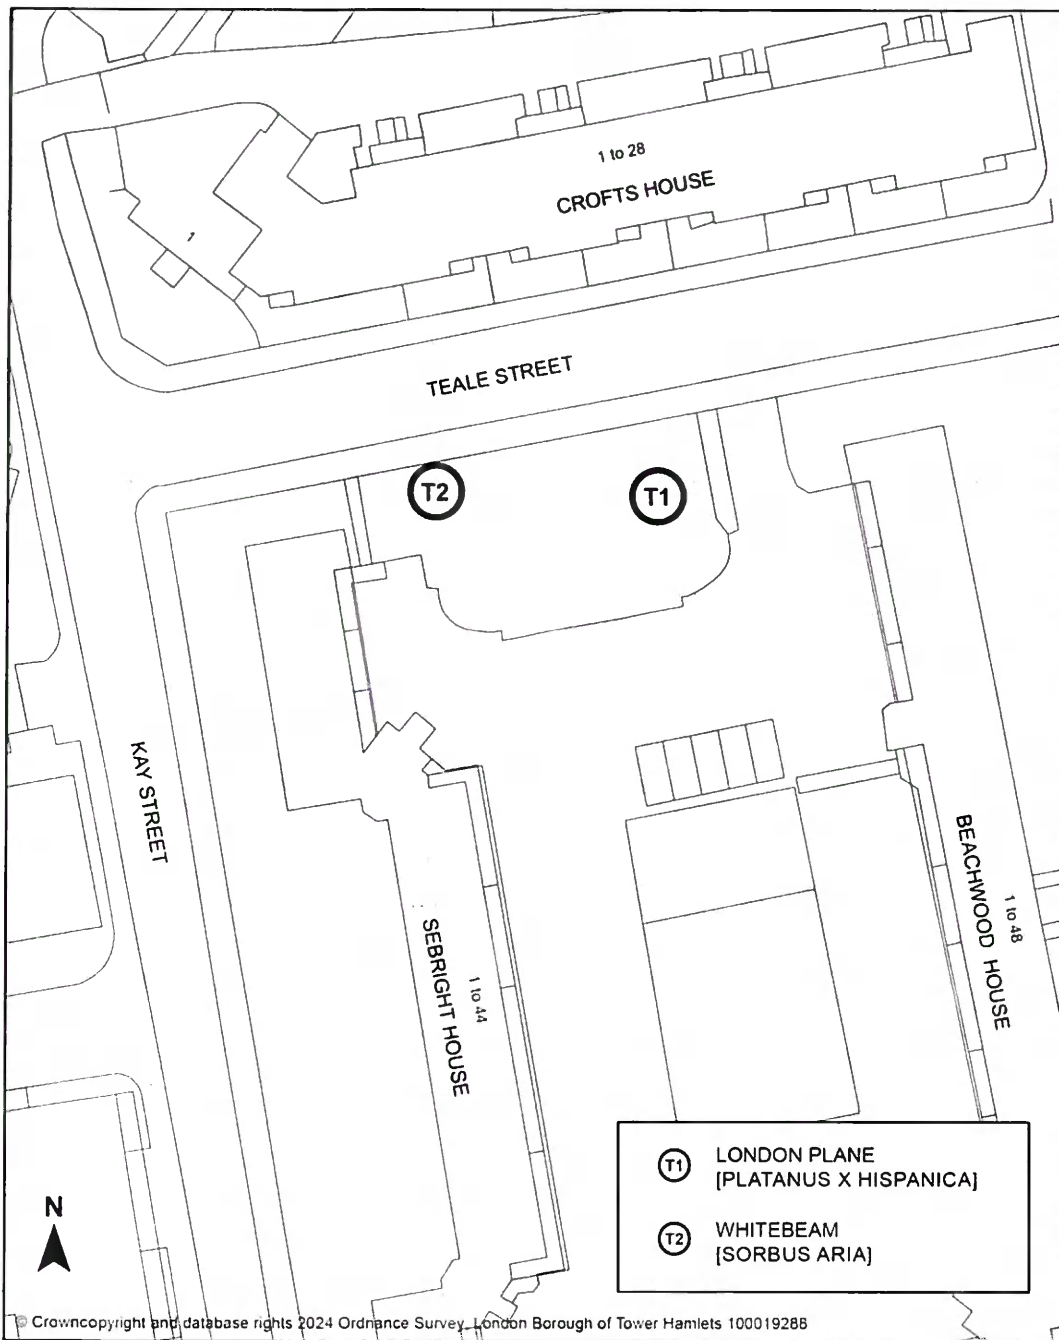 1 to 28
CROFTS HOUSE
1
TEALE STREET
T2
T1
KAY STREET
SEBRIGHT HOUSE
1 to 44
BEACHWOOD HOUSE
1 to 48
T1 LONDON PLANE
[PLATANUS X HISPANICA]
T2 WHITEBEAM
[SORBUS ARIA]
N
© Crowncopyright and database rights 2024 Ordnance Survey, London Borough of Tower Hamlets 100019288